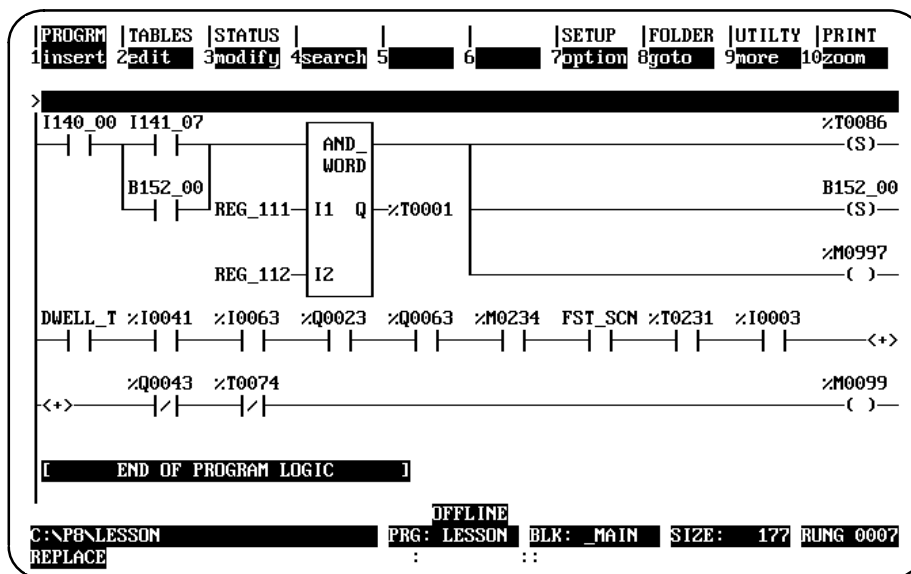 PROGRM |TABLES |STATUS | | | |SETUP |FOLDER |UTILTY |PRINT
1insert 2edit 3modify 4search 5 6 7option 8goto 9more 10zoom
>
I140_00 I141_07 %T0086
AND_ (S)
WORD
B152_00 B152_00
REG_111 I1 Q %T0001 (S)
%M0997
REG_112 I2 ( )
DWELL_T %I0041 %I0063 %Q0023 %Q0063 %M0234 FST_SCN %T0231 %I0003
<+>
%Q0043 %T0074 %M0099
<+> ( )
[ END OF PROGRAM LOGIC ]
OFFLINE
C:\P8\LESSON PRG: LESSON BLK: _MAIN SIZE: 177 RUNG 0007
REPLACE : ::